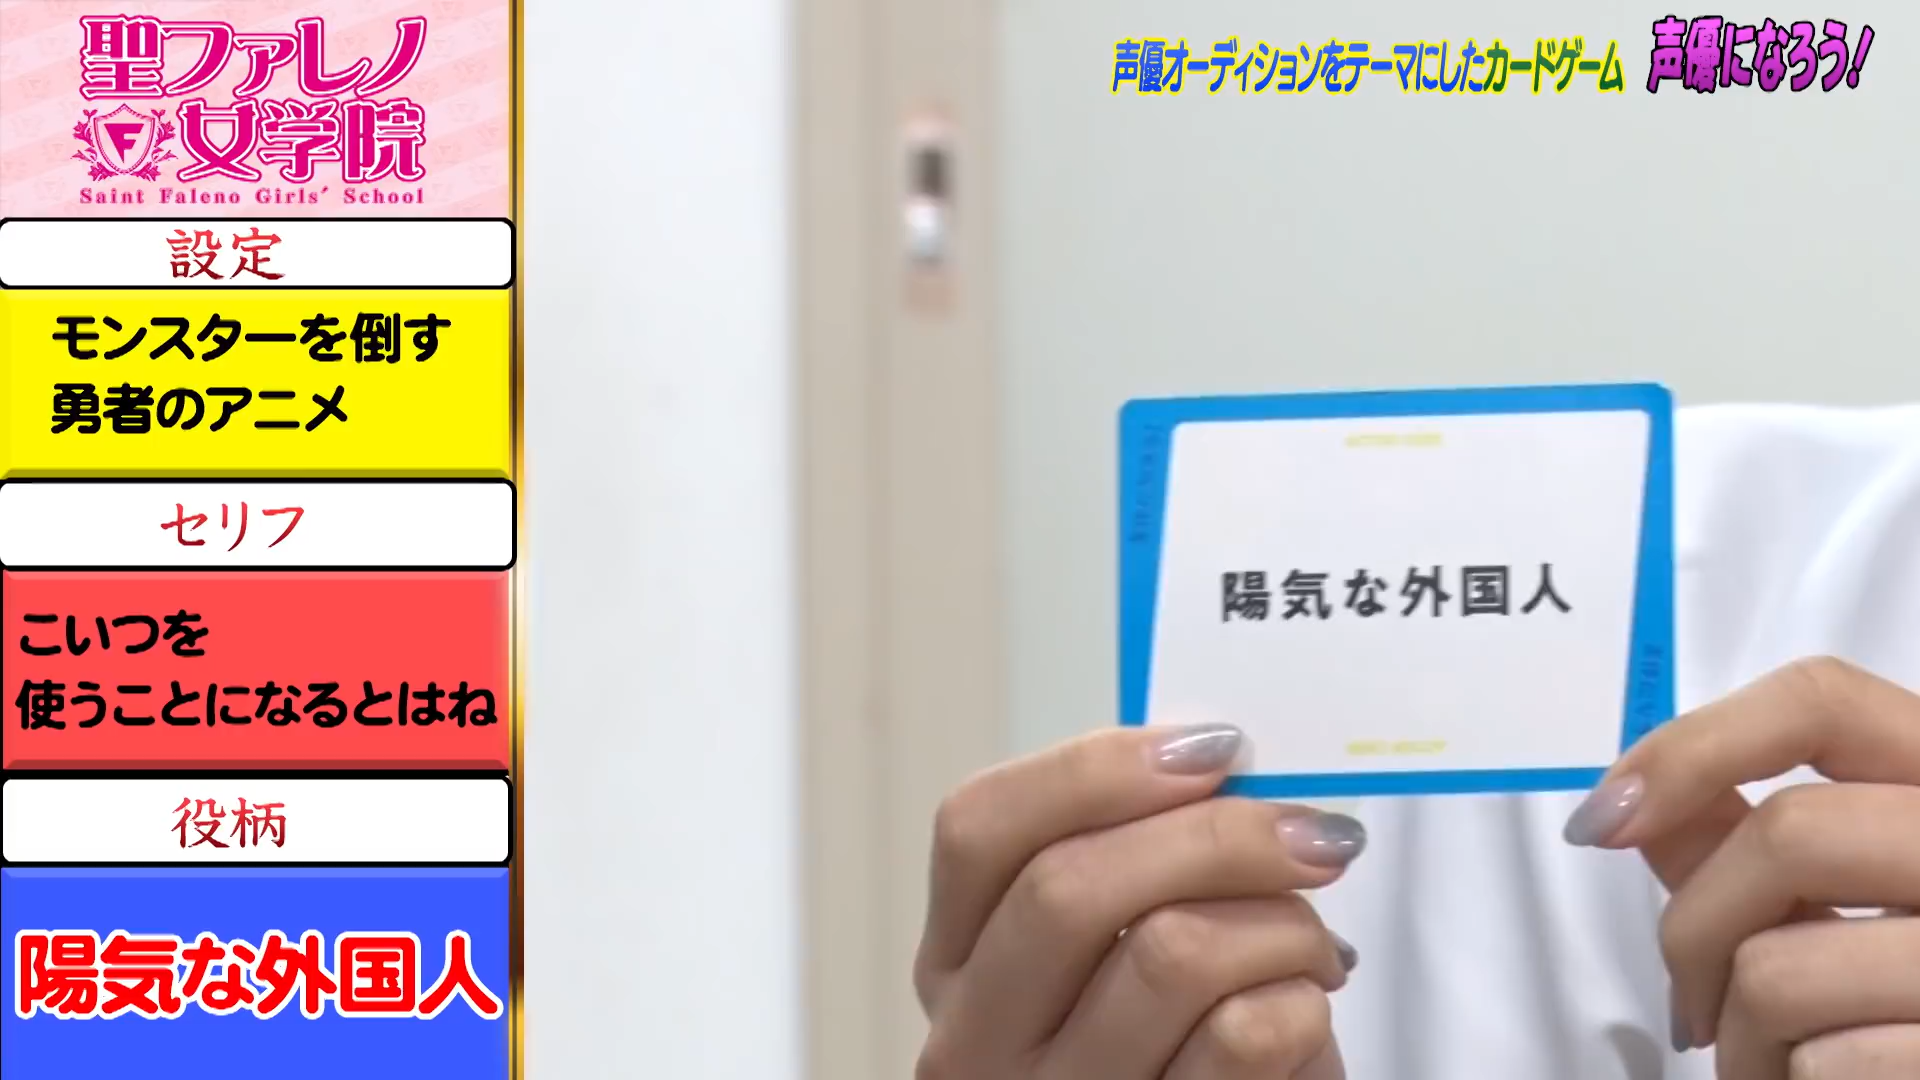 聖ファレノ
女学院
F
Saint Faleno Girls' School
設定
モンスターを倒す
勇者のアニメ
セリフ
こいつを
使うことになるとはね
役柄
陽気な外国人
声優オーディションをテーマにしたカードゲーム 声優になろう!
陽気な外国人